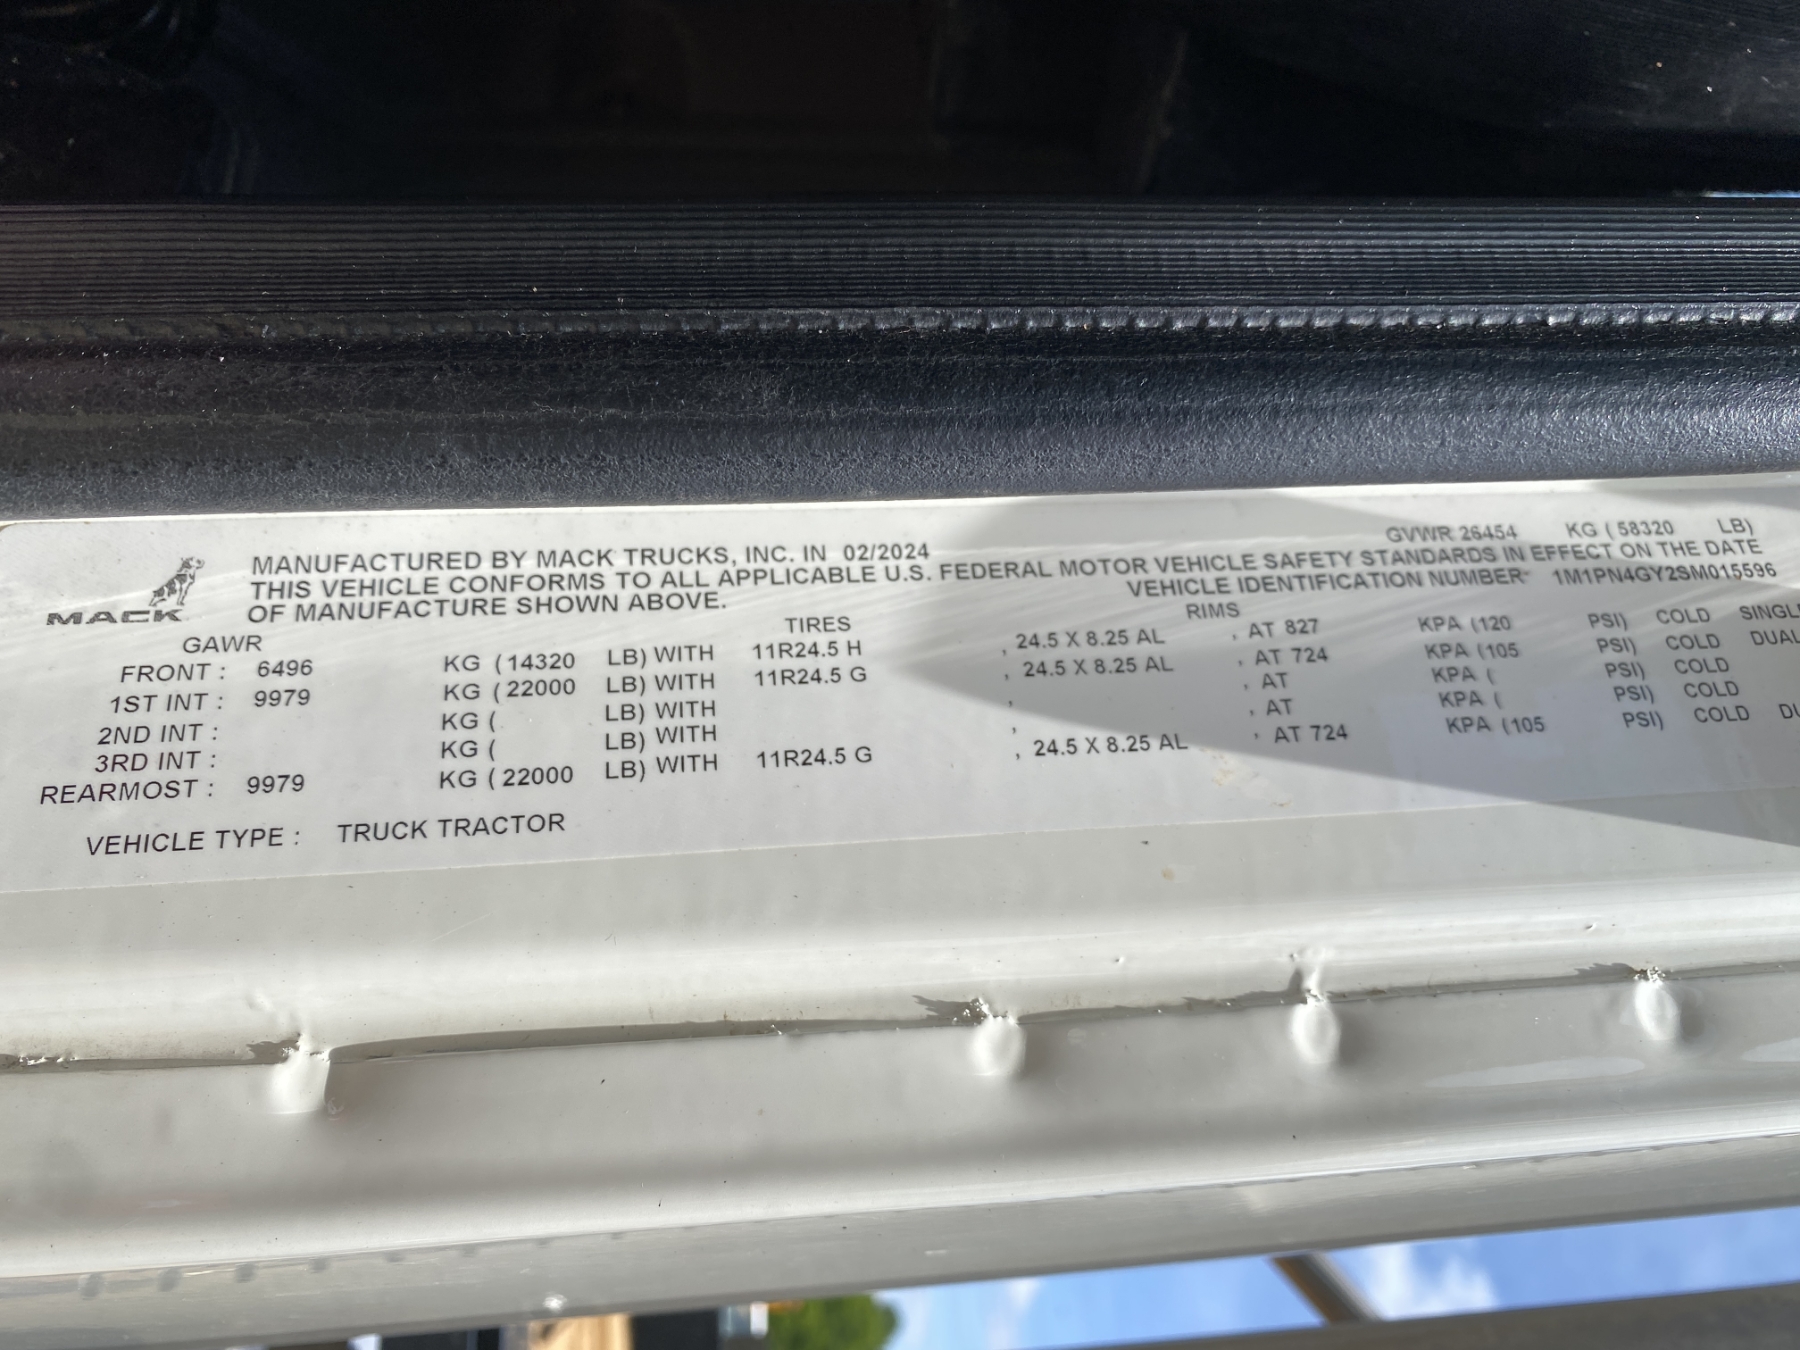 GVWR 26454 KG ( 58320 LB)
MANUFACTURED BY MACK TRUCKS, INC. IN 02/2024
THIS VEHICLE CONFORMS TO ALL APPLICABLE U.S. FEDERAL MOTOR VEHICLE SAFETY STANDARDS IN EFFECT ON THE DATE
OF MANUFACTURE SHOWN ABOVE. VEHICLE IDENTIFICATION NUMBER- 1M1PN4GY2SM015596
MACK
GAWR TIRES RIMS
FRONT : 6496 KG ( 14320 LB) WITH 11R24.5 H , 24.5 X 8.25 AL , AT 827 KPA (120 PSI) COLD SINGL
1ST INT : 9979 KG ( 22000 LB) WITH 11R24.5 G , 24.5 X 8.25 AL , AT 724 KPA (105 PSI) COLD DUAL
2ND INT : KG ( LB) WITH , , AT KPA ( PSI) COLD
3RD INT : KG ( LB) WITH , , AT KPA ( PSI) COLD
REARMOST : 9979 KG ( 22000 LB) WITH 11R24.5 G , 24.5 X 8.25 AL , AT 724 KPA (105 PSI) COLD DU
VEHICLE TYPE : TRUCK TRACTOR